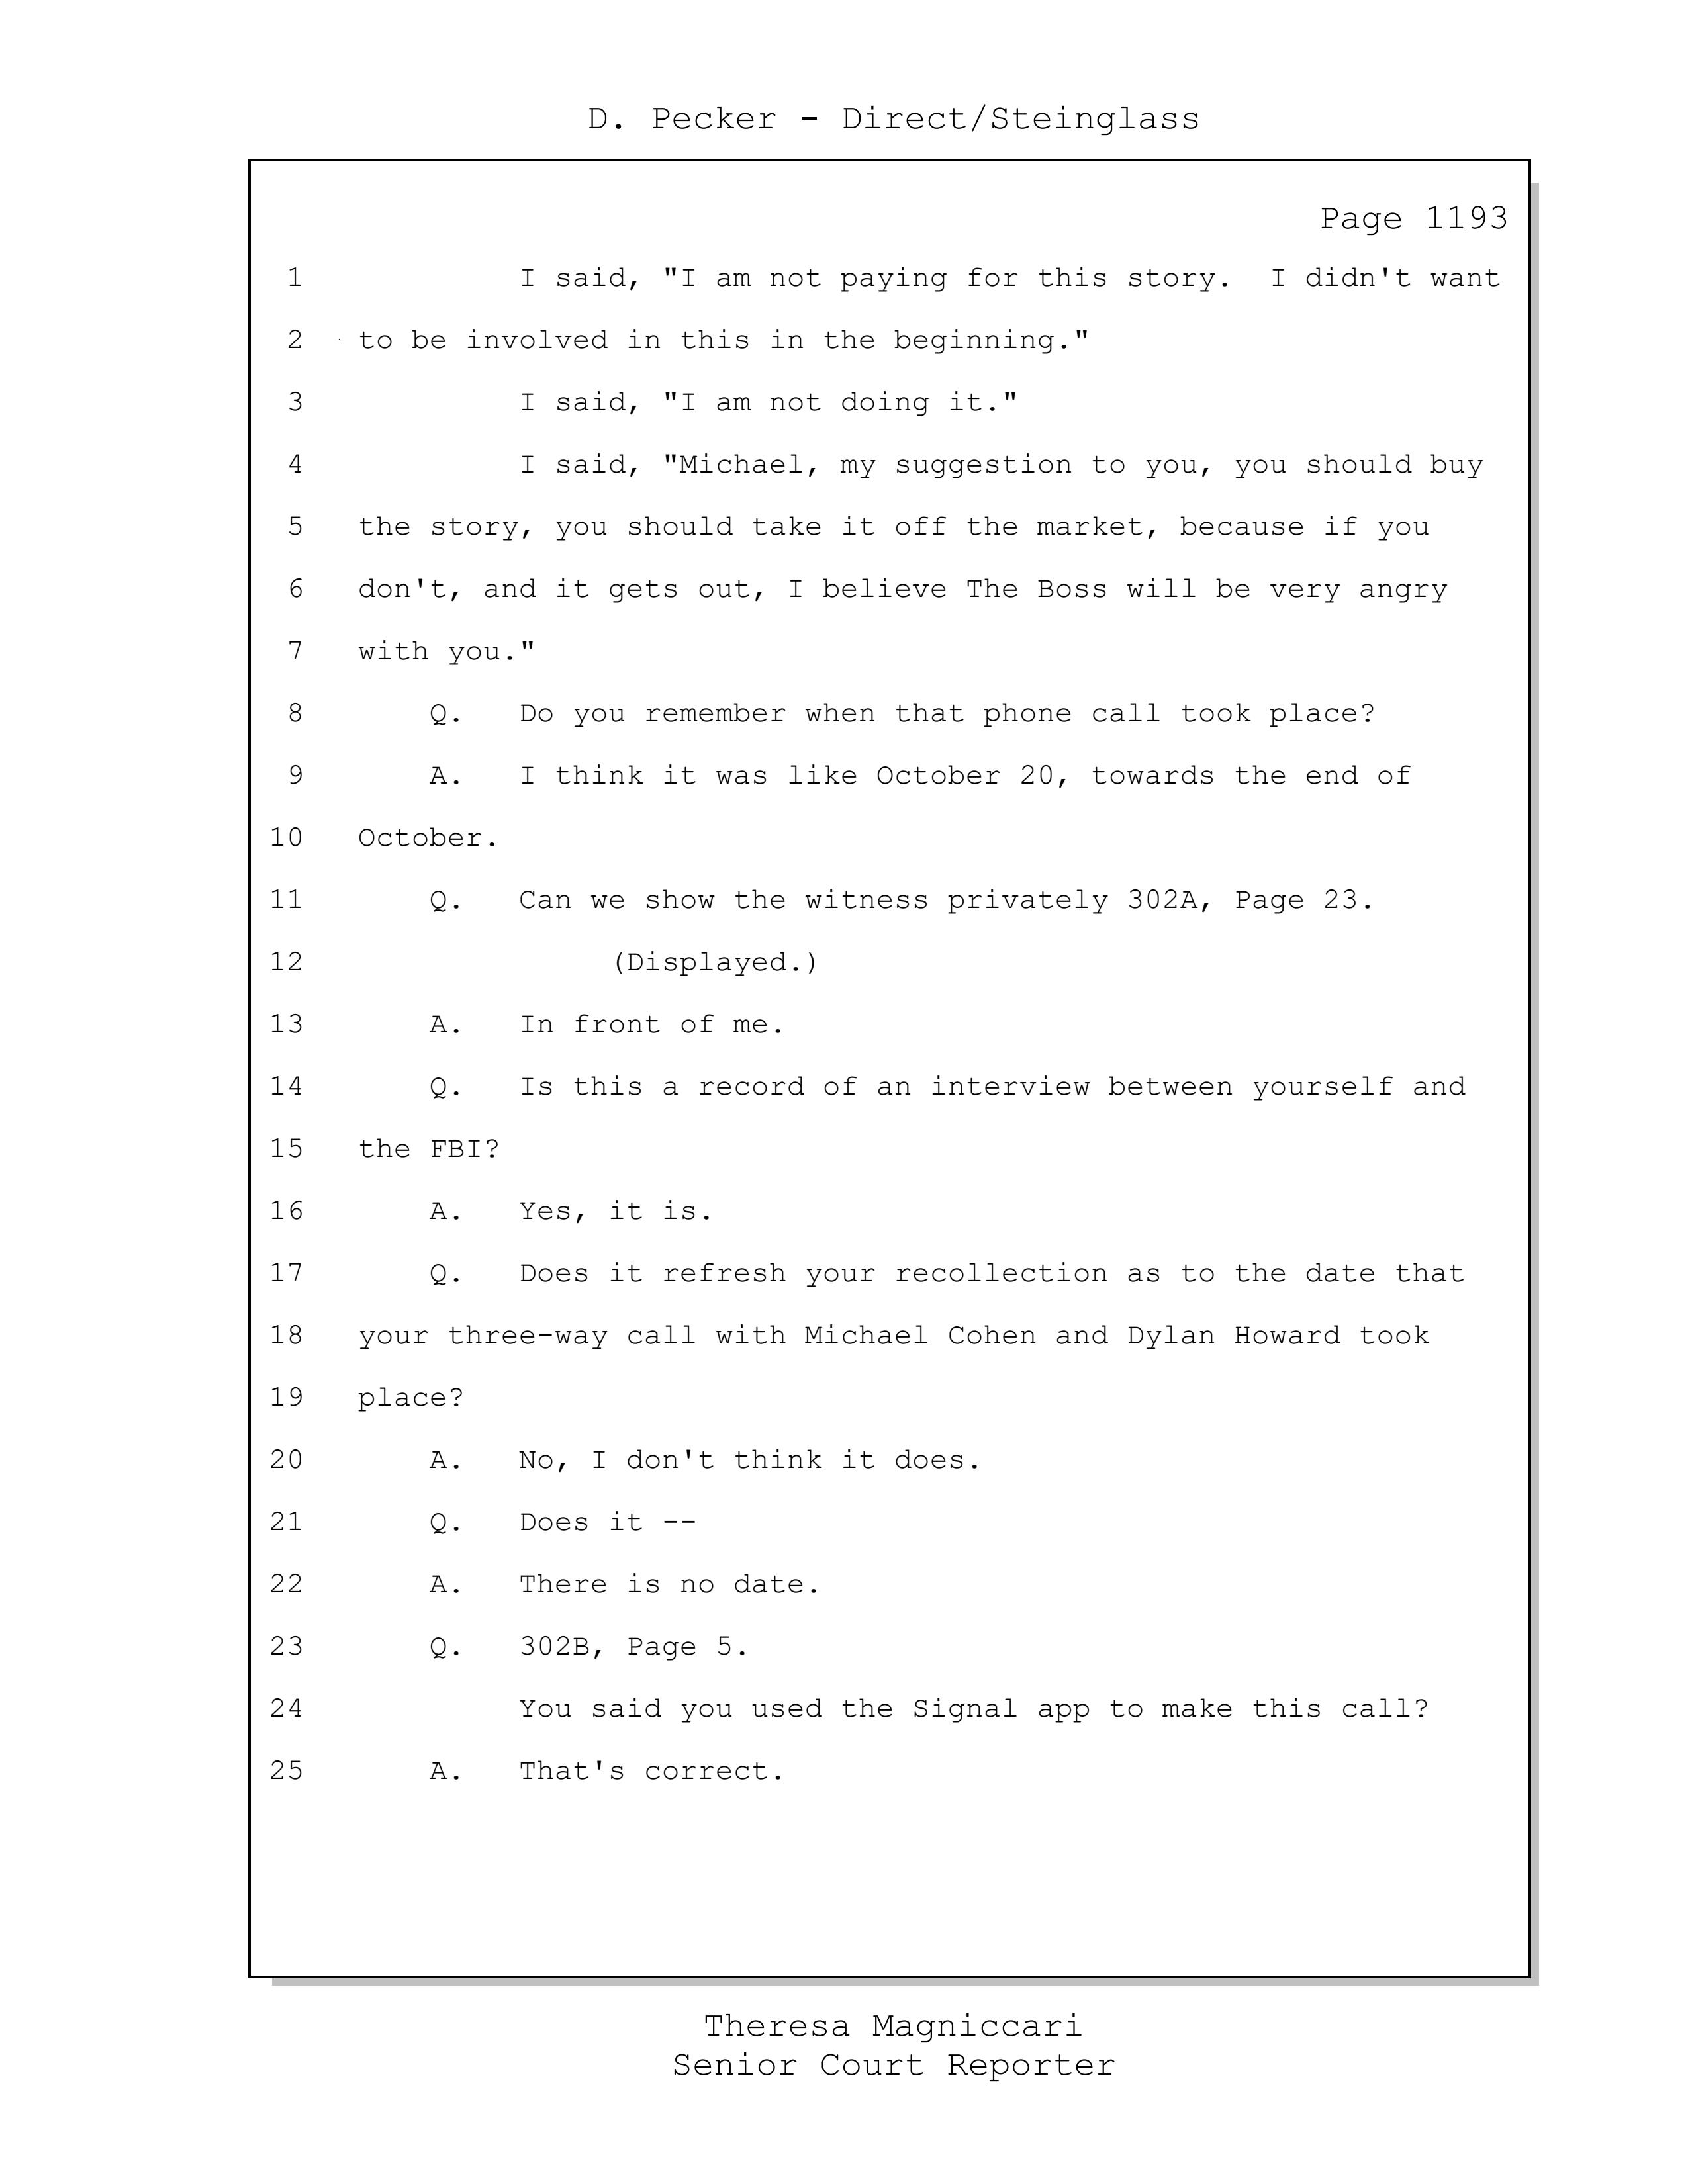 D. Pecker - Direct/Steinglass
Page 1193
1 I said, "I am not paying for this story. I didn't want
2 to be involved in this in the beginning."
3 I said, "I am not doing it."
4 I said, "Michael, my suggestion to you, you should buy
5 the story, you should take it off the market, because if you
6 don't, and it gets out, I believe The Boss will be very angry
7 with you."
8 Q. Do you remember when that phone call took place?
9 A. I think it was like October 20, towards the end of
10 October.
11 Q. Can we show the witness privately 302A, Page 23.
12 (Displayed.)
13 A. In front of me.
14 Q. Is this a record of an interview between yourself and
15 the FBI?
16 A. Yes, it is.
17 Q. Does it refresh your recollection as to the date that
18 your three-way call with Michael Cohen and Dylan Howard took
19 place?
20 A. No, I don't think it does.
21 Q. Does it --
22 A. There is no date.
23 Q. 302B, Page 5.
24 You said you used the Signal app to make this call?
25 A. That's correct.
Theresa Magniccari
Senior Court Reporter